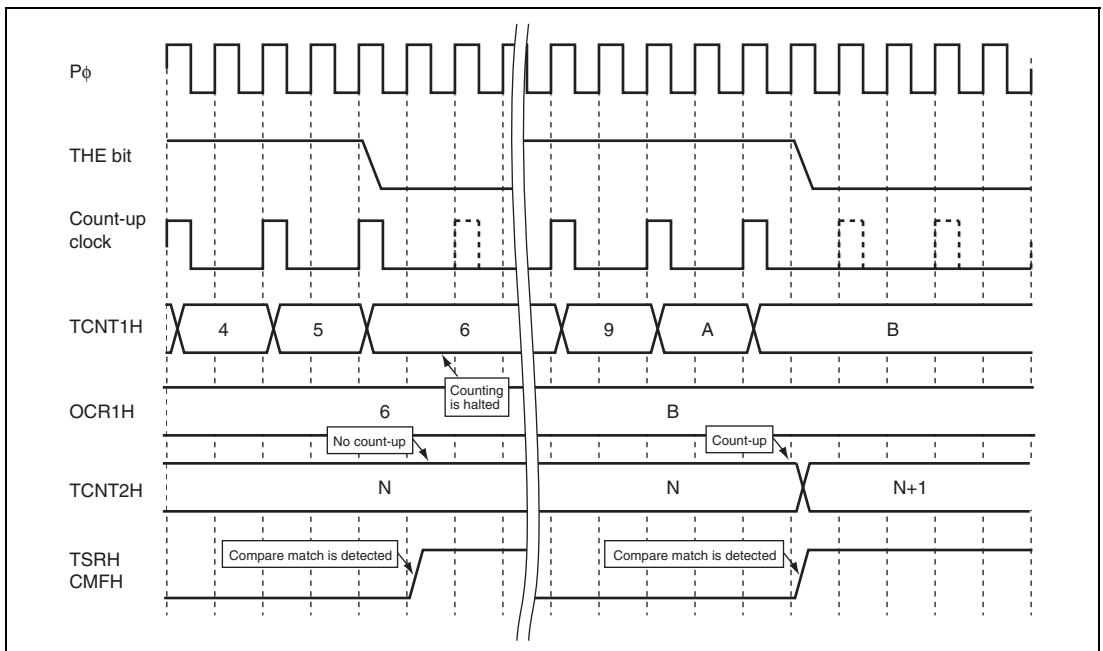 Pϕ
THE bit
Count-up
clock
TCNT1H
4
5
6
9
A
B
Counting
is halted
OCR1H
6
B
No count-up
Count-up
TCNT2H
N
N
N+1
TSRH
CMFH
Compare match is detected
Compare match is detected